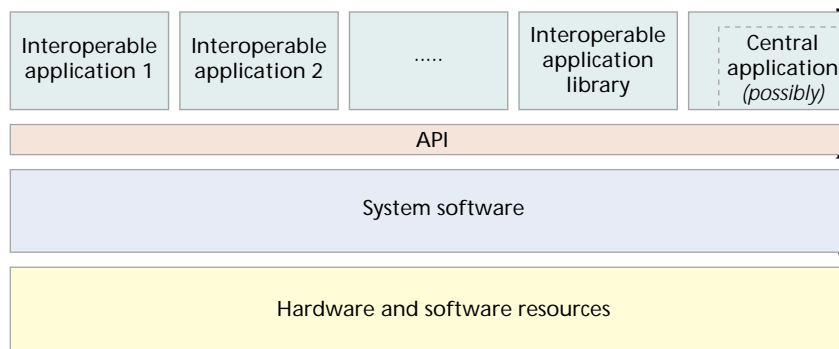 Interoperable
application 1
Interoperable
application 2
.....
Interoperable
application
library
Central
application
(possibly)
API
System software
Hardware and software resources